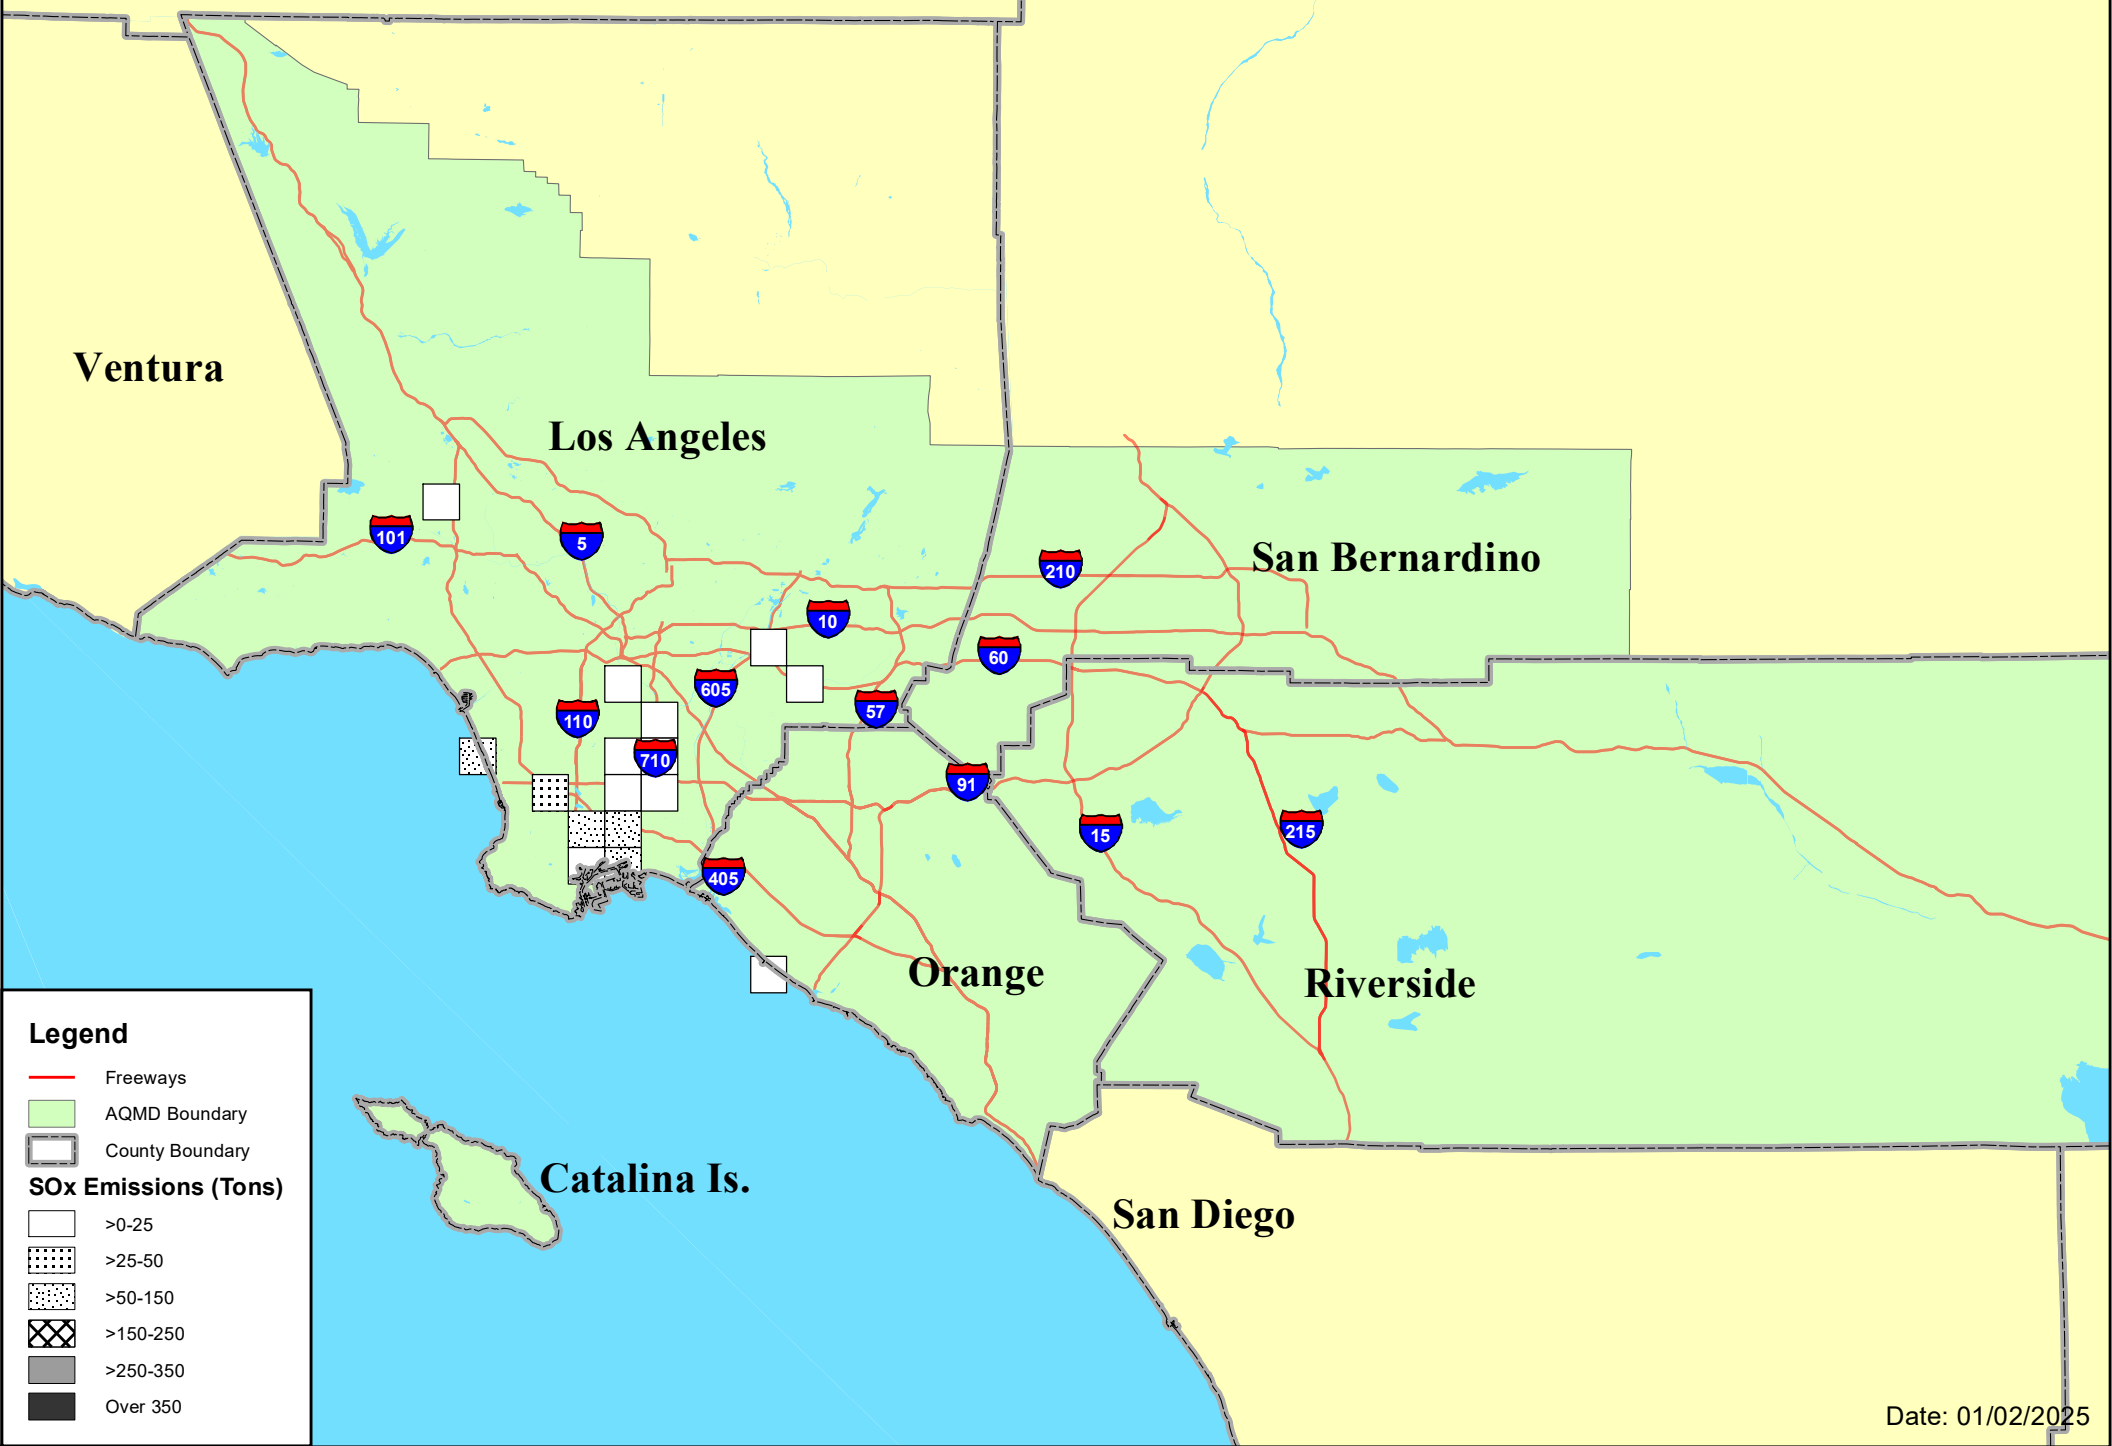 Ventura
Los Angeles
101
5
210
San Bernardino
10
60
605
57
110
710
91
15
215
405
Orange
Riverside
Catalina Is.
San Diego
Legend
Freeways
AQMD Boundary
County Boundary
SOx Emissions (Tons)
>0-25
>25-50
>50-150
>150-250
>250-350
Over 350
Date: 01/02/2025